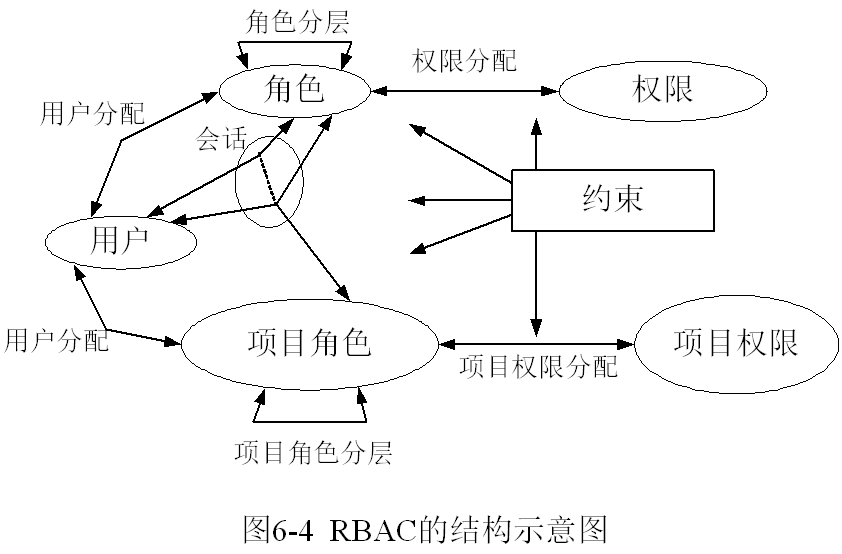 角色分层
角色
权限分配
权限
用户分配
会话
约束
用户
用户分配
项目角色
项目权限
项目权限分配
项目角色分层
图6-4 RBAC的结构示意图